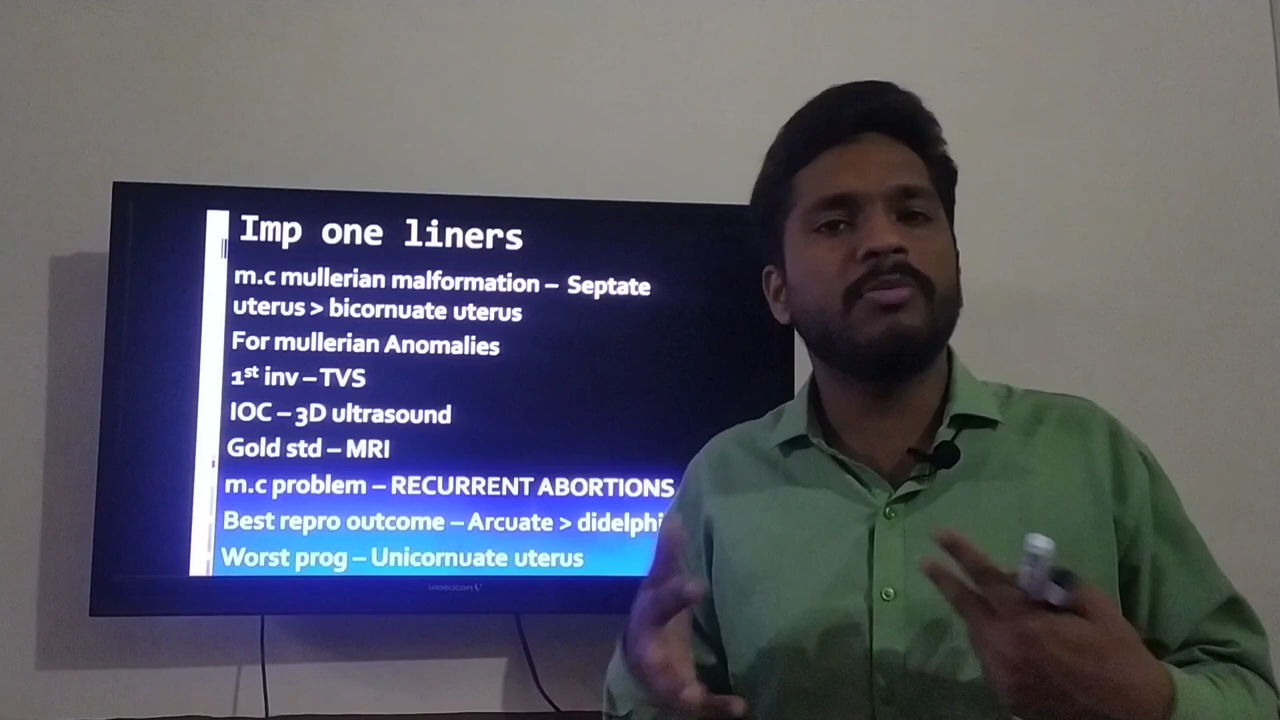 Imp one liners
m.c mullerian malformation – Septate
uterus > bicornuate uterus
For mullerian Anomalies
1st inv – TVS
IOC – 3D ultrasound
Gold std – MRI
m.c problem – RECURRENT ABORTIONS
Best repro outcome – Arcuate > didelphi
Worst prog – Unicornuate uterus
videocon